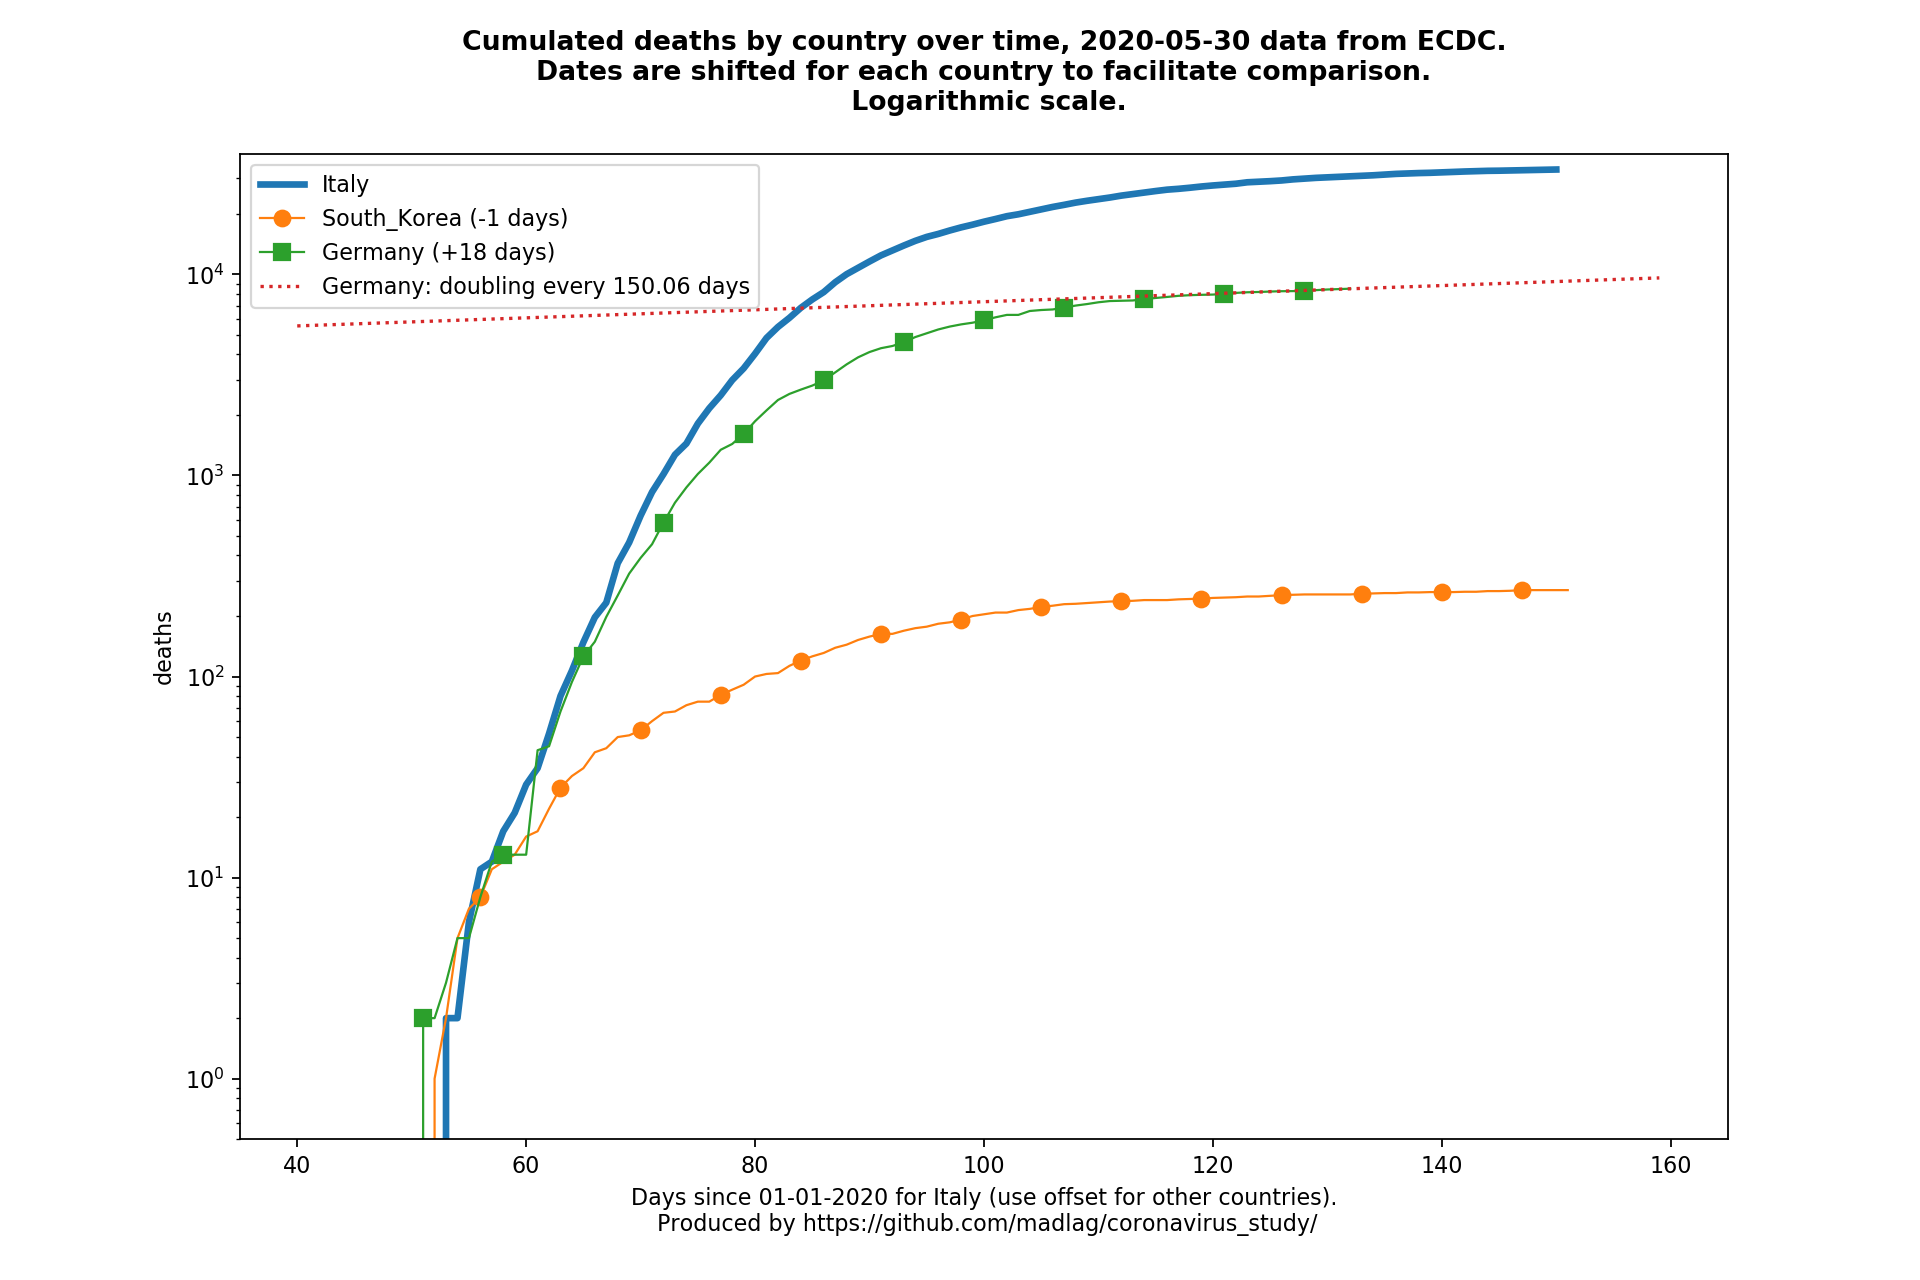 Cumulated deaths by country over time, 2020-05-30 data from ECDC.
Dates are shifted for each country to facilitate comparison.
Logarithmic scale.
Italy
South_Korea (-1 days)
Germany (+18 days)
Germany: doubling every 150.06 days
deaths
10⁴
10³
10²
10¹
10⁰
40 60 80 100 120 140 160
Days since 01-01-2020 for Italy (use offset for other countries).
Produced by https://github.com/madlag/coronavirus_study/